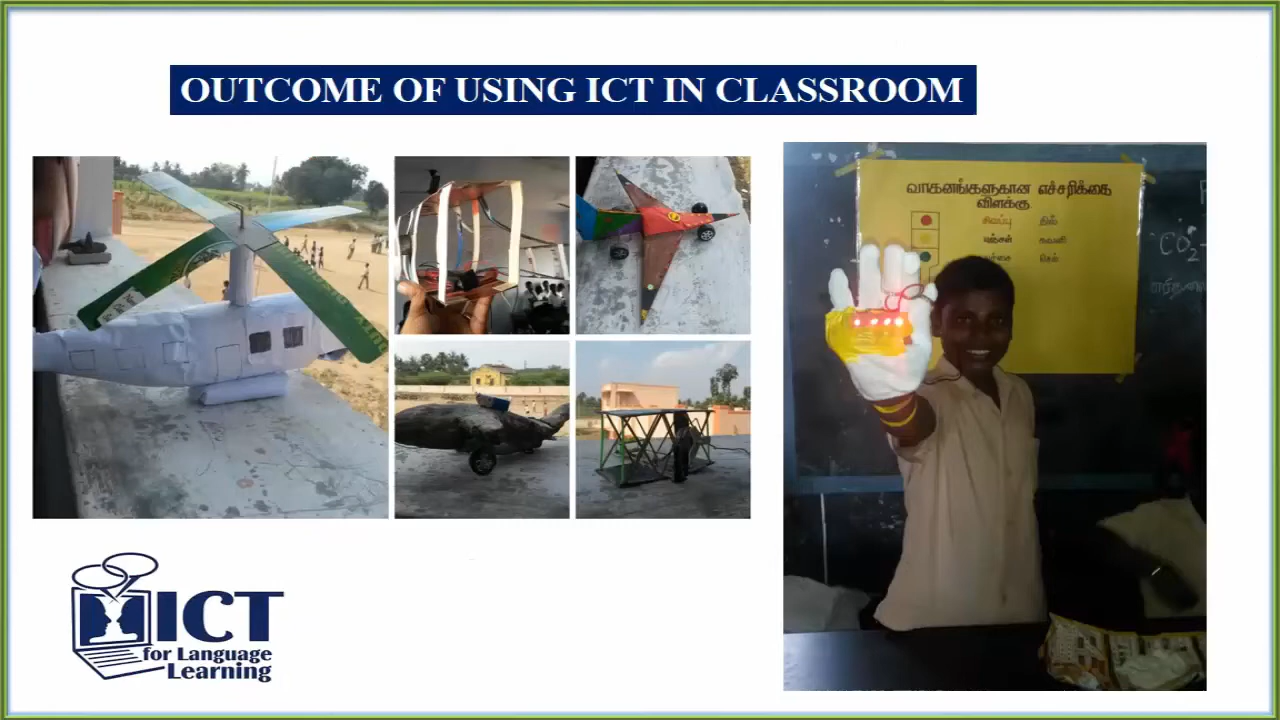 OUTCOME OF USING ICT IN CLASSROOM
வாகனங்களுகான எச்சரிக்கை
விளக்கு
சிவப்பு நில்
மஞ்சள் கவனி
செல்
CO2
ICT
for Language
Learning